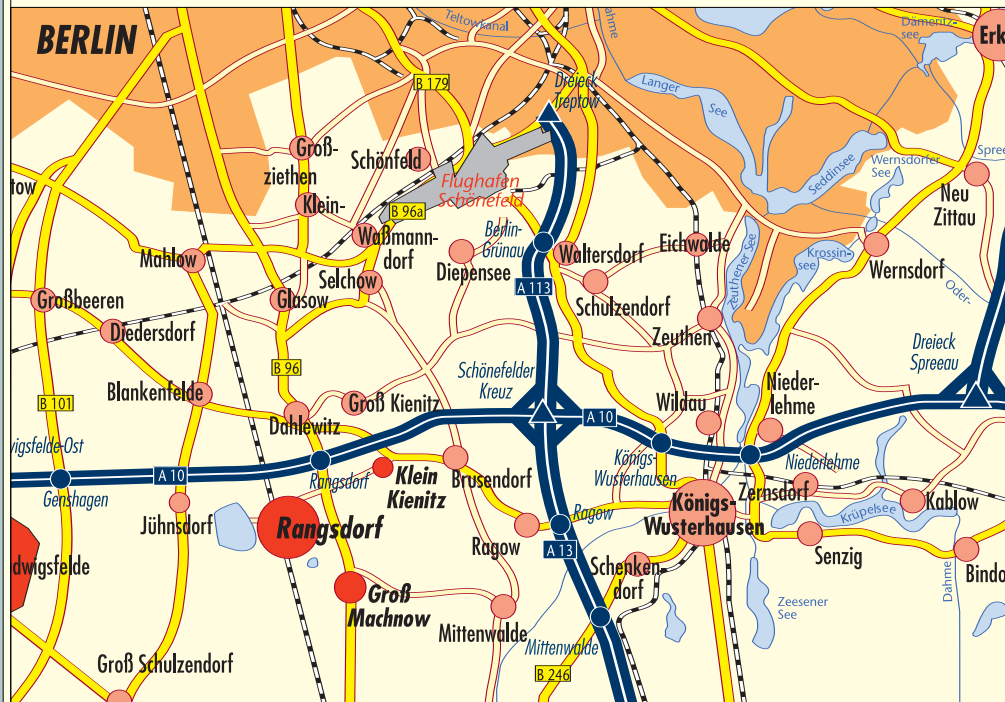 BERLIN
Teltowkanal
Dahme
Dämeritz-
see
Erk
B 179
Dreieck
Treptow
Langer
See
Seddinsee
Wernsdorfer
See
Spree
Groß-
ziethen
Schönfeld
Flughafen
Schönefeld
tow
Klein-
B 96a
Neu
Zittau
Waßmann-
dorf
Berlin-
Grünau
Waltersdorf
Eichwalde
Zeuthener See
Krossin-
see
Wernsdorf
Mahlow
Diepensee
Selchow
A 113
Schulzendorf
Oder-
Großbeeren
Glasow
Diedersdorf
Zeuthen
Dreieck
Spreeau
B 96
Schönefelder
Kreuz
Blankenfelde
Groß Kienitz
Wildau
Nieder-
lehme
B 101
Dahlewitz
A 10
wigsfelde-Ost
A 10
Genshagen
Rangsdorf
Klein
Kienitz
Brusendorf
Königs-
Wusterhausen
Niederlehme
Zernsdorf
Kablow
Jühnsdorf
Rangsdorf
Ragow
Ragow
Königs-
Wusterhausen
Krüpelsee
A 13
Senzig
dwigsfelde
Schenken
dorf
Bindo
Groß
Machnow
Dahme
Zeesener
See
Mittenwalde
Mittenwalde
Groß Schulzendorf
B 246